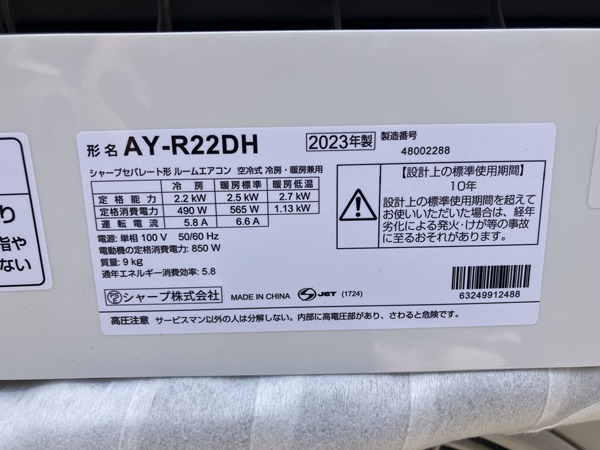 形名 AY-R22DH 2023年製 製造番号 48002288
シャープセパレート形 ルームエアコン 空冷式 冷房・暖房兼用
冷房 暖房標準 暖房低温
定格能力 2.2 kW 2.5 kW 2.7 kW
定格消費電力 490 W 565 W 1.13 kW
運転電流 5.8 A 6.6 A
電源: 単相 100 V 50/60 Hz
電動機の定格消費電力: 850 W
質量: 9 kg
通年エネルギー消費効率: 5.8
PSE シャープ株式会社 MADE IN CHINA S JET (1724)
【設計上の標準使用期間】
10年
設計上の標準使用期間を超えて
お使いいただいた場合は、経年
劣化による発火・けが等の事故
に至るおそれがあります。
63249912488
高圧注意 サービスマン以外の人は分解しない。内部に高電圧部があり、さわると危険です。
り
指や
ない